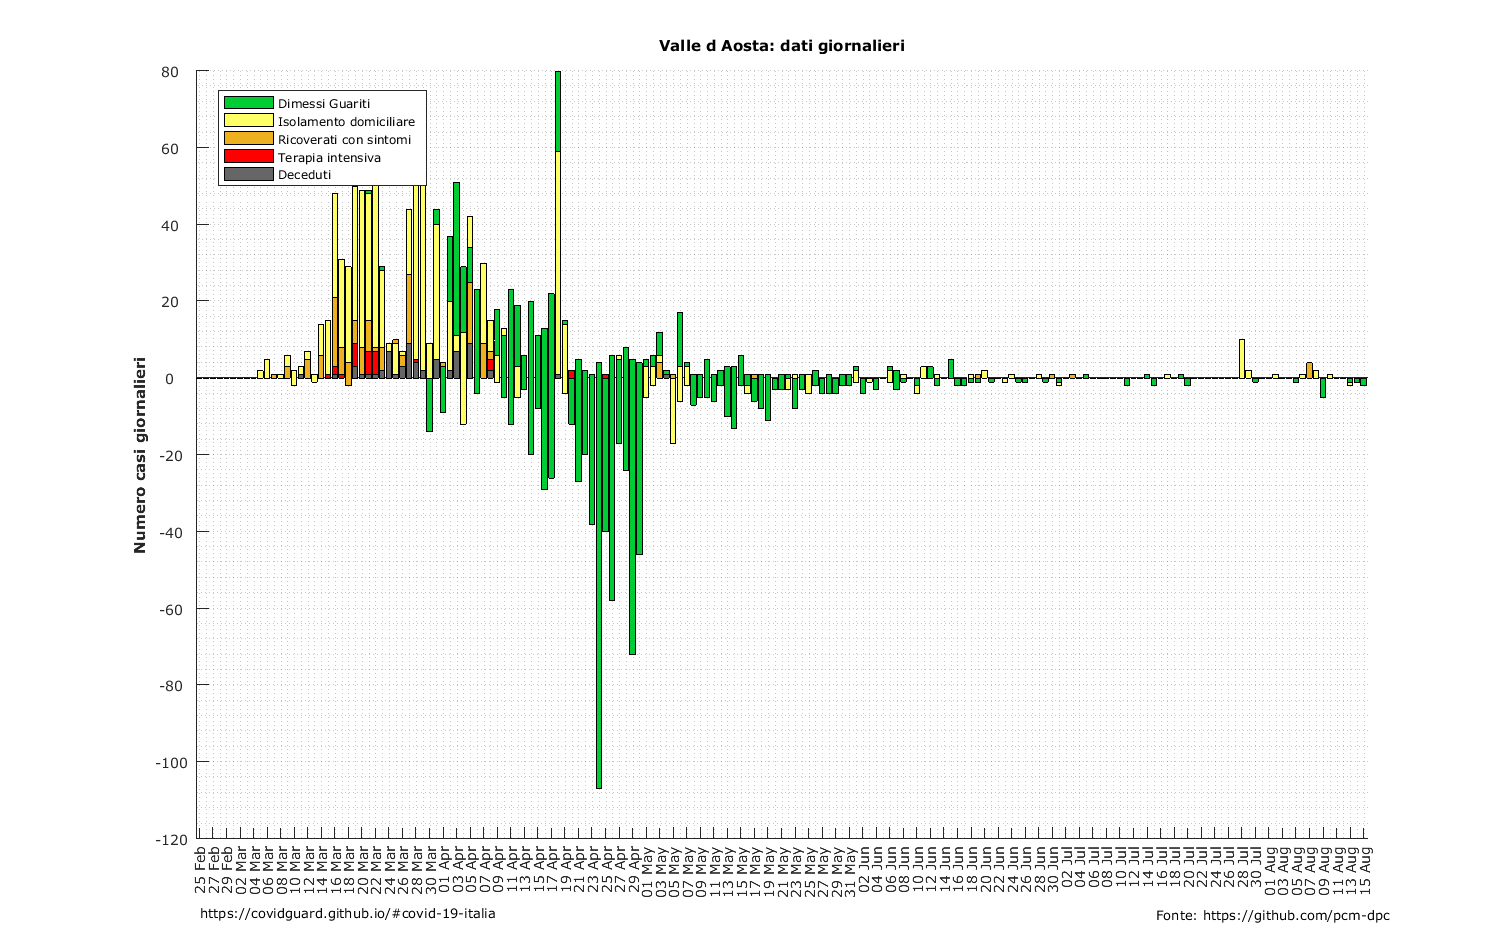 Valle d Aosta: dati giornalieri
80
60
40
20
0
-20
-40
-60
-80
-100
-120
Numero casi giornalieri
Dimessi Guariti
Isolamento domiciliare
Ricoverati con sintomi
Terapia intensiva
Deceduti
25 Feb
27 Feb
29 Feb
02 Mar
04 Mar
06 Mar
08 Mar
10 Mar
12 Mar
14 Mar
16 Mar
18 Mar
20 Mar
22 Mar
24 Mar
26 Mar
28 Mar
30 Mar
01 Apr
03 Apr
05 Apr
07 Apr
09 Apr
11 Apr
13 Apr
15 Apr
17 Apr
19 Apr
21 Apr
23 Apr
25 Apr
27 Apr
29 Apr
01 May
03 May
05 May
07 May
09 May
11 May
13 May
15 May
17 May
19 May
21 May
23 May
25 May
27 May
29 May
31 May
02 Jun
04 Jun
06 Jun
08 Jun
10 Jun
12 Jun
14 Jun
16 Jun
18 Jun
20 Jun
22 Jun
24 Jun
26 Jun
28 Jun
30 Jun
02 Jul
04 Jul
06 Jul
08 Jul
10 Jul
12 Jul
14 Jul
16 Jul
18 Jul
20 Jul
22 Jul
24 Jul
26 Jul
28 Jul
30 Jul
01 Aug
03 Aug
05 Aug
07 Aug
09 Aug
11 Aug
13 Aug
15 Aug
https://covidguard.github.io/#covid-19-italia
Fonte: https://github.com/pcm-dpc